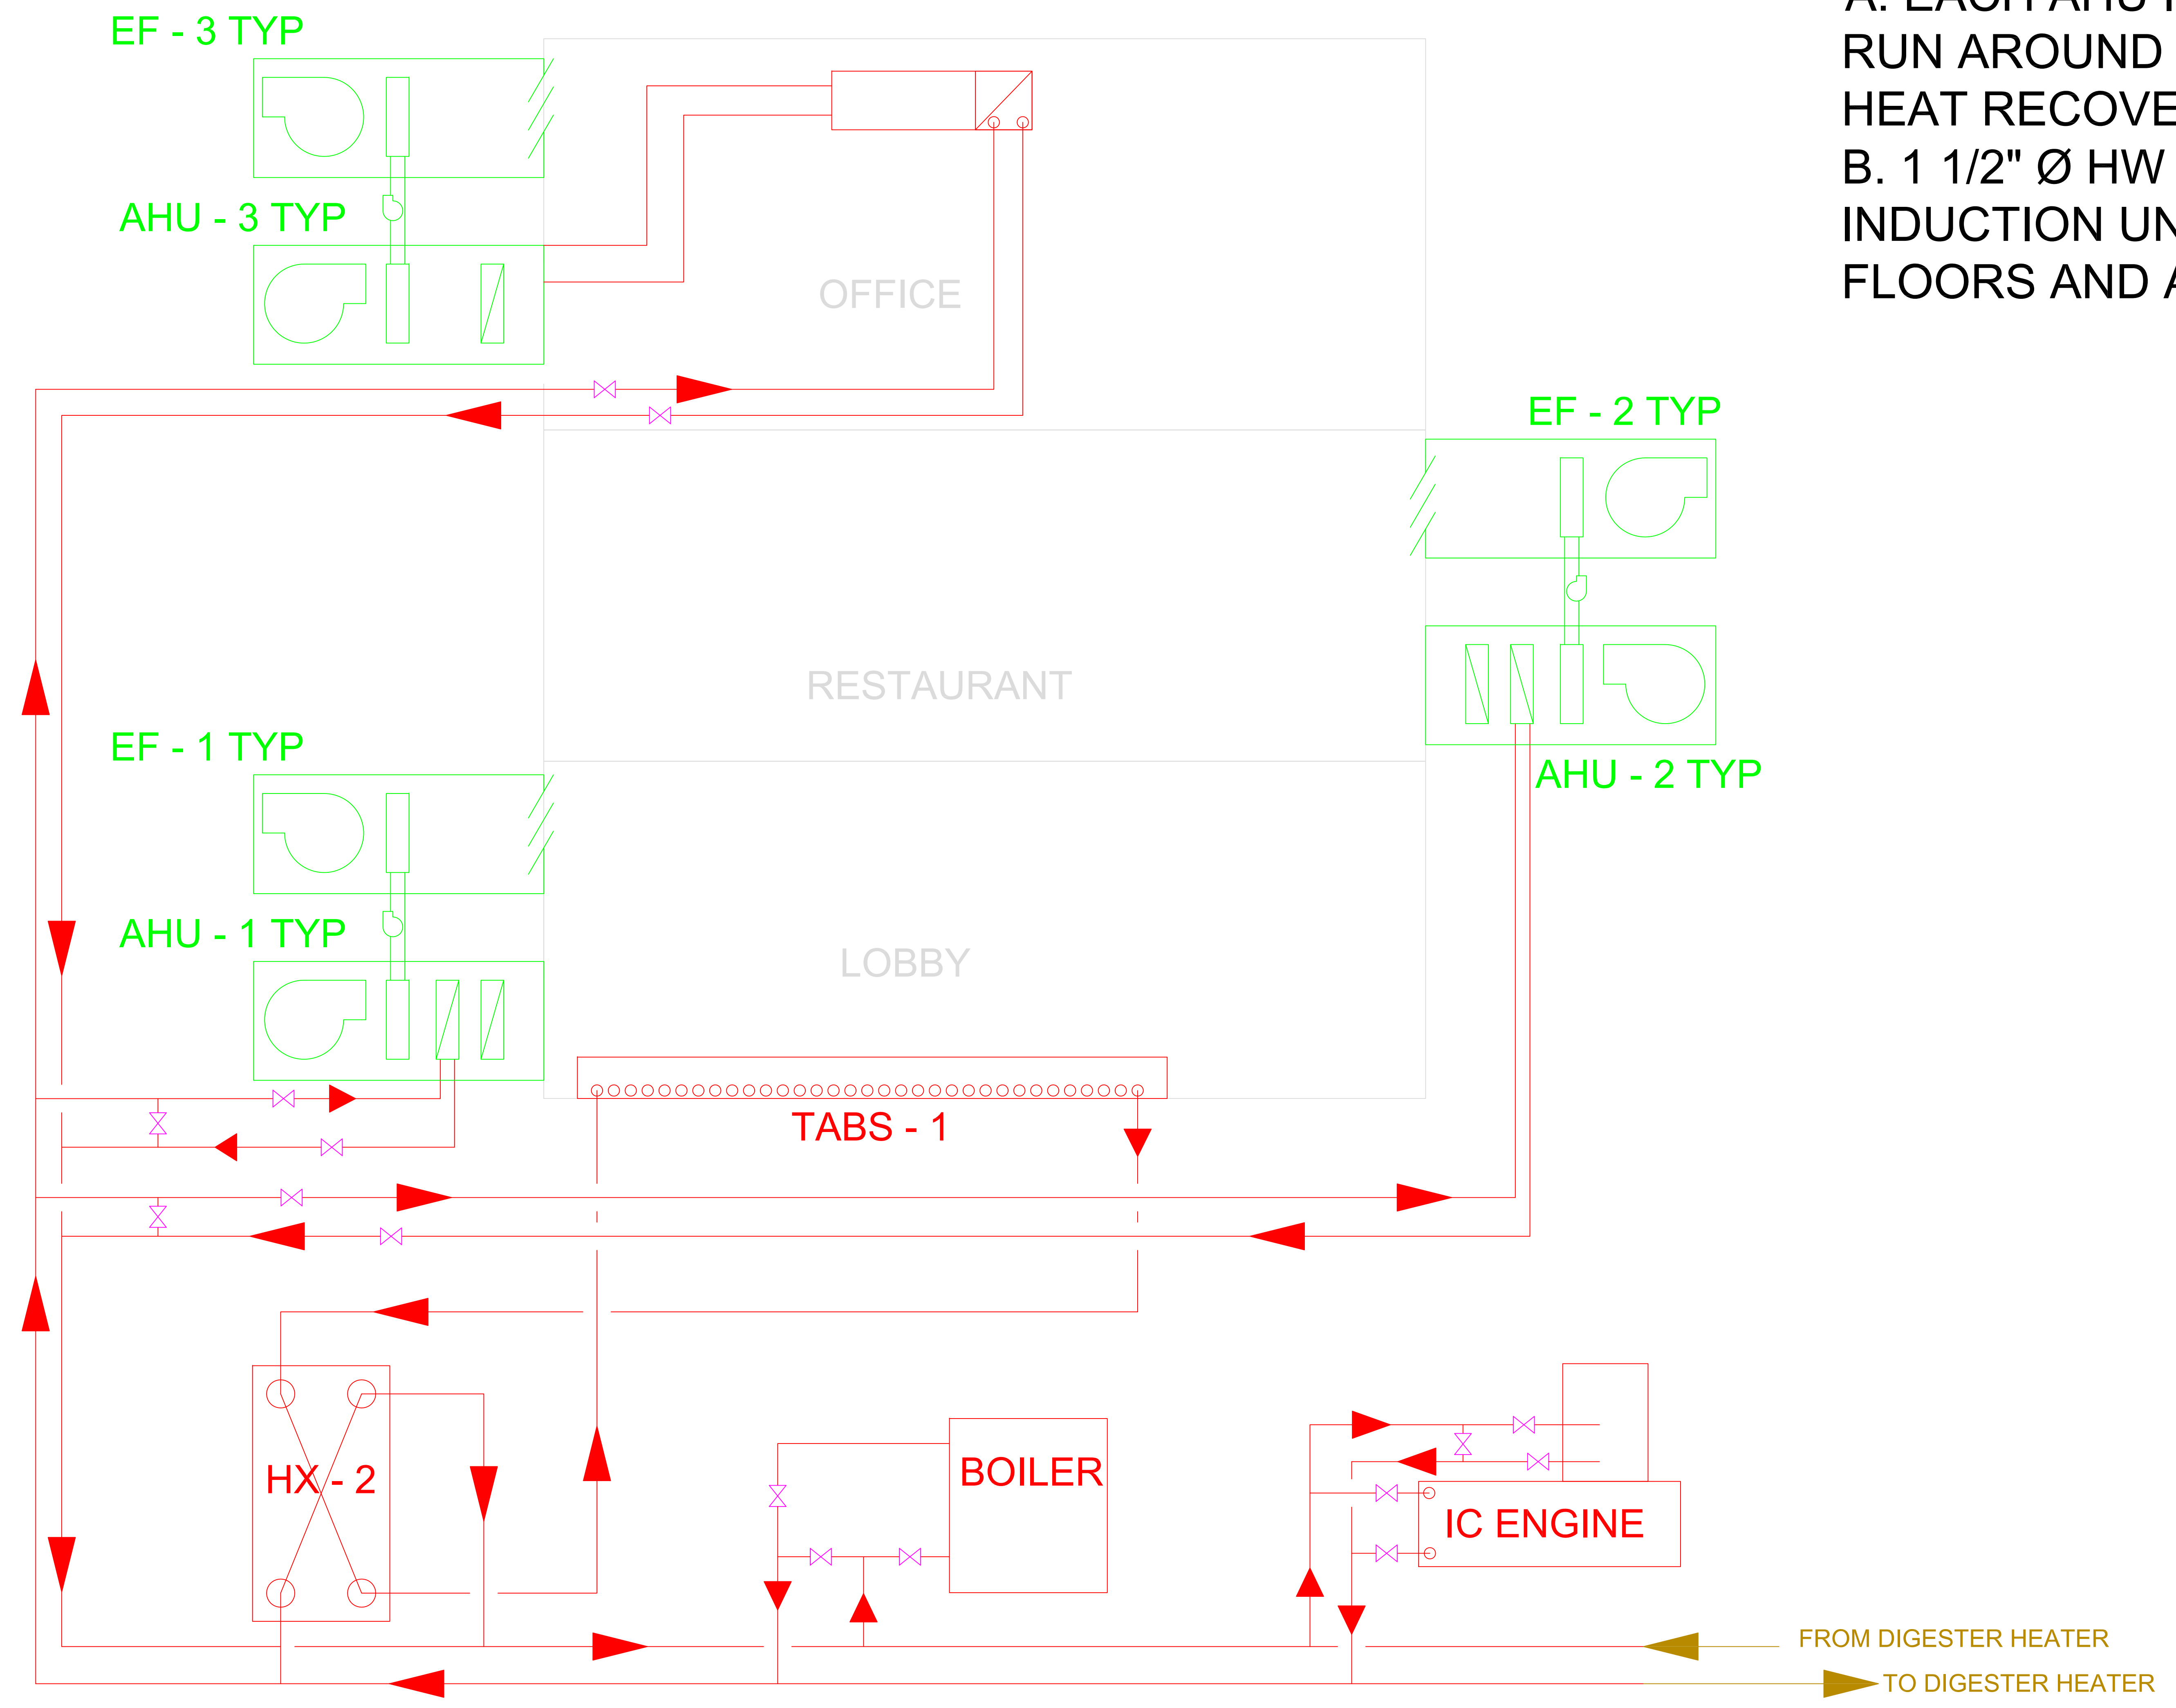 EF - 3 TYP
A. EACH AHU
RUN AROUND
HEAT RECOVE
B. 1 1/2" Ø HW
INDUCTION UN
FLOORS AND A
AHU - 3 TYP
OFFICE
EF - 2 TYP
RESTAURANT
EF - 1 TYP
AHU - 2 TYP
AHU - 1 TYP
LOBBY
TABS - 1
HX - 2
BOILER
IC ENGINE
FROM DIGESTER HEATER
TO DIGESTER HEATER